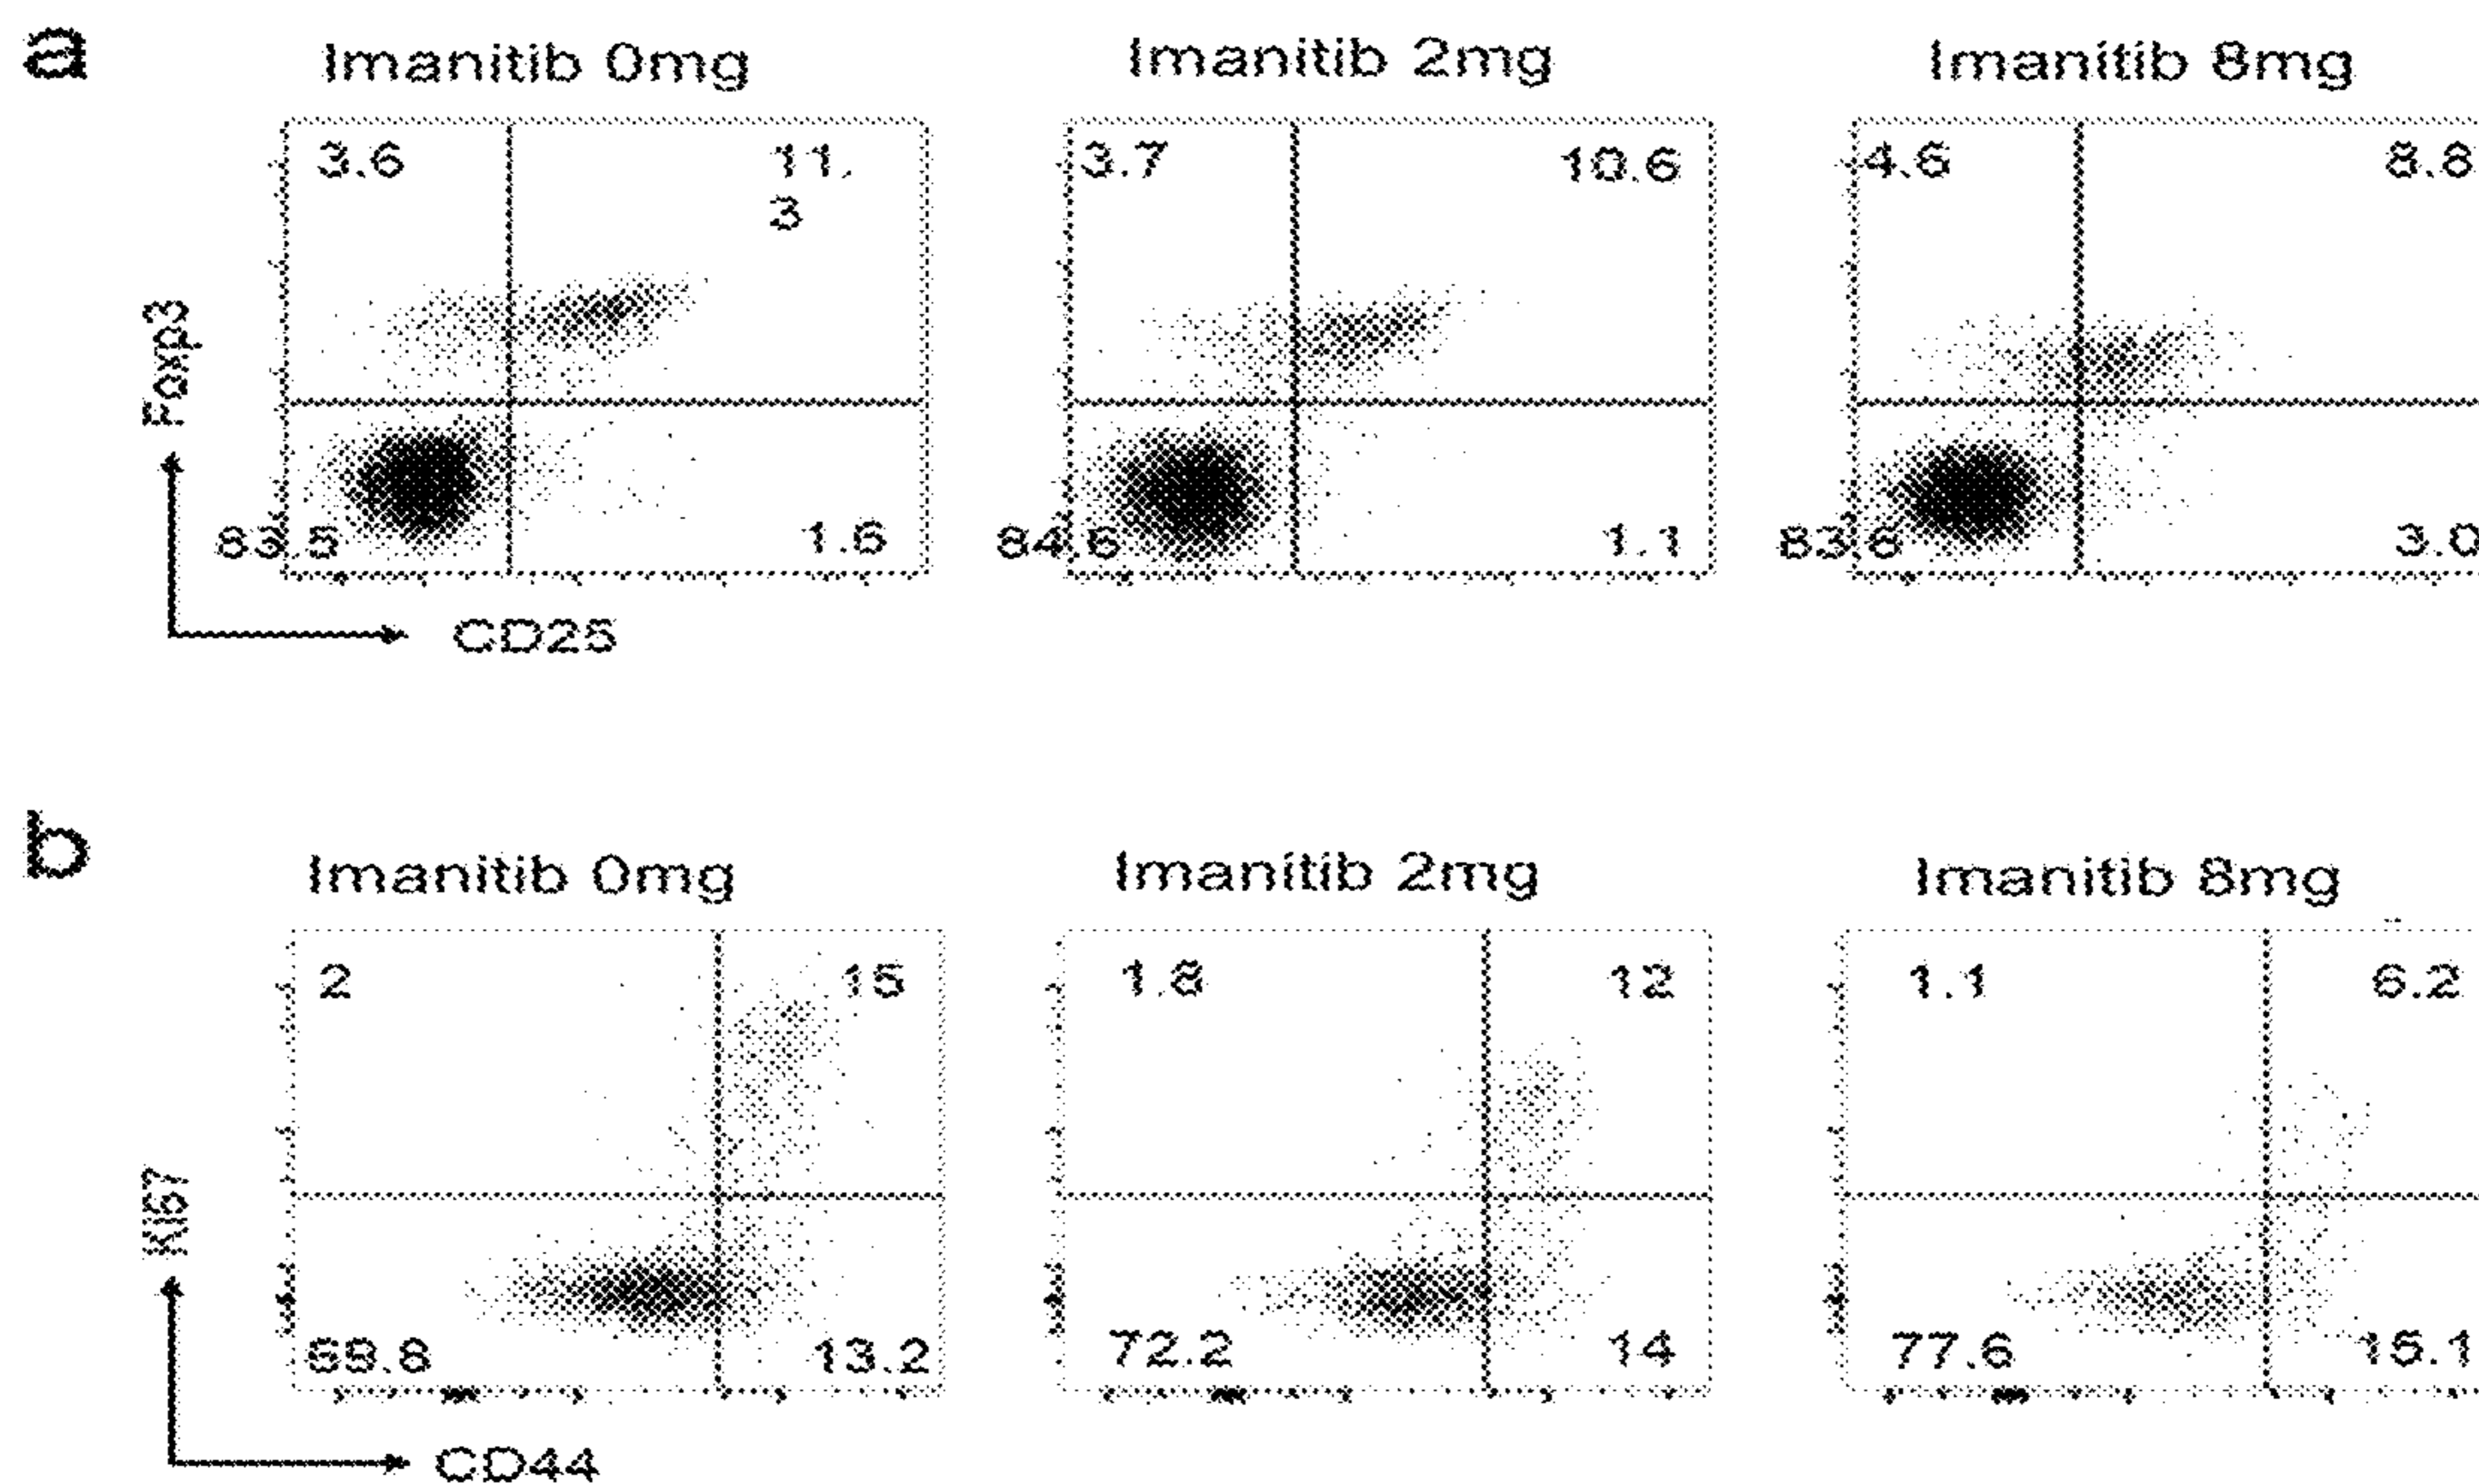 a
Imanitib 0mg
Imanitib 2mg
Imanitib 8mg
3.6
11.
3
3.7
10.6
4.6
8.8
Foxp3
83.5
1.6
84.6
1.1
83.6
3.0
CD25
b
Imanitib 0mg
Imanitib 2mg
Imanitib 8mg
2
15
1.8
12
1.1
6.2
Ki67
69.8
13.2
72.2
14
77.6
15.1
CD44